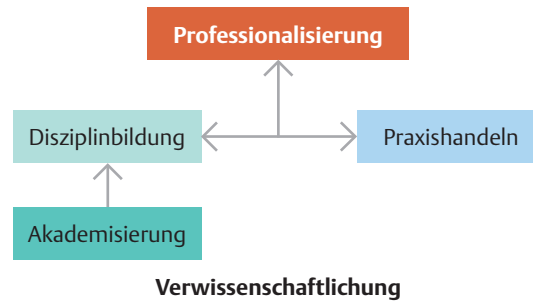 Professionalisierung
Disziplinbildung
Praxishandeln
Akademisierung
Verwissenschaftlichung